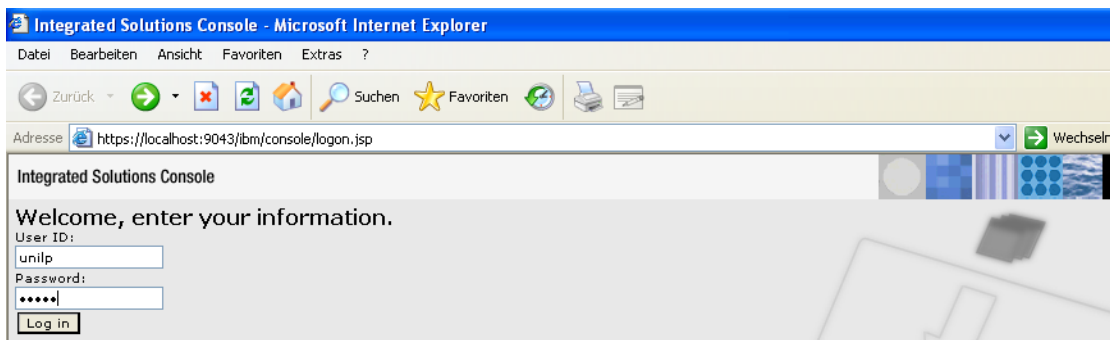 Integrated Solutions Console - Microsoft Internet Explorer
Datei Bearbeiten Ansicht Favoriten Extras ?
Zurück Suchen Favoriten
Adresse https://localhost:9043/ibm/console/logon.jsp Wechseln
Integrated Solutions Console
Welcome, enter your information.
User ID:
unilp
Password:
•••••
Log in